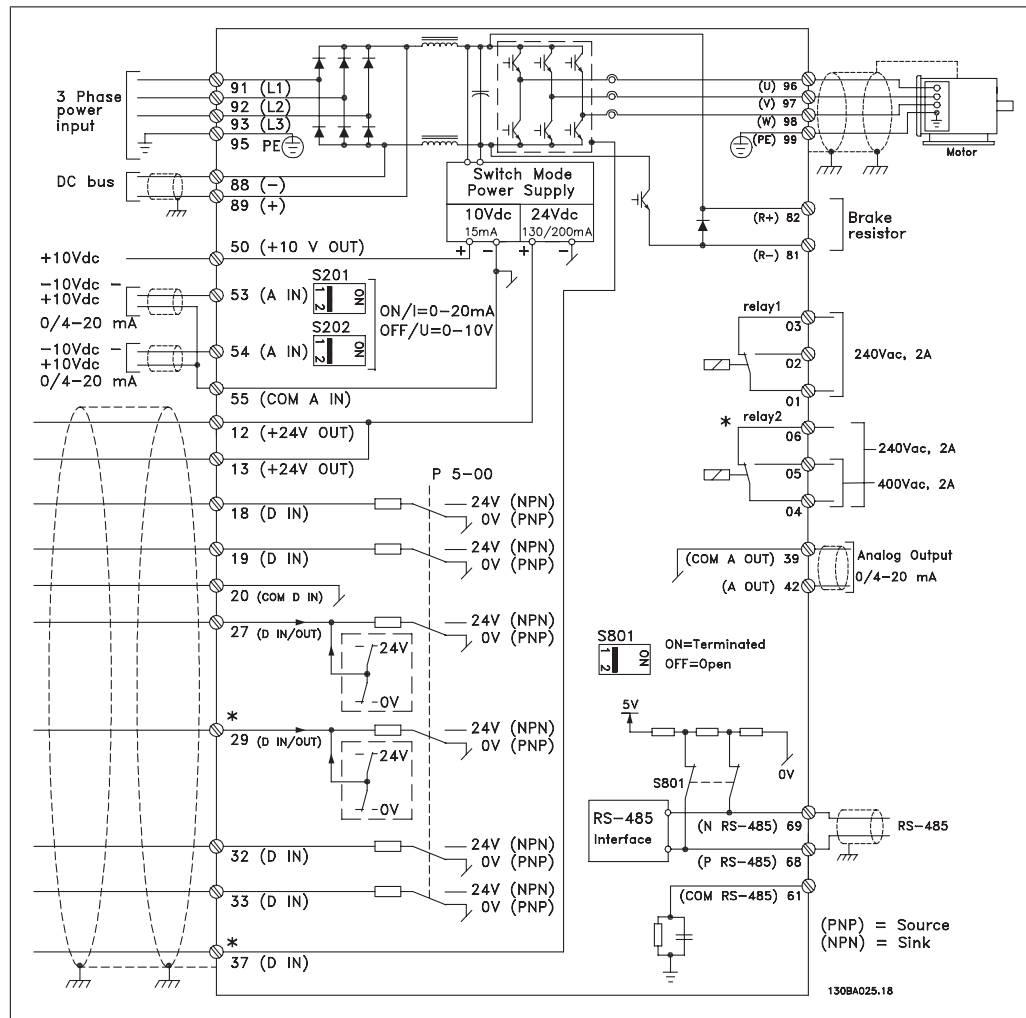 3 Phase
power
input
91 (L1)
92 (L2)
93 (L3)
95 PE
DC bus
88 (-)
89 (+)
Switch Mode
Power Supply
10Vdc
15mA
24Vdc
130/200mA
+ - + -
(U) 96
(V) 97
(W) 98
(PE) 99
Motor
(R+) 82
(R-) 81
Brake
resistor
+10Vdc
50 (+10 V OUT)
-10Vdc -
+10Vdc
0/4-20 mA
53 (A IN)
S201
1 2
ON
ON/I=0-20mA
OFF/U=0-10V
S202
1 2
ON
-10Vdc -
+10Vdc
0/4-20 mA
54 (A IN)
55 (COM A IN)
12 (+24V OUT)
13 (+24V OUT)
P 5-00
18 (D IN)
24V (NPN)
0V (PNP)
19 (D IN)
24V (NPN)
0V (PNP)
20 (COM D IN)
27 (D IN/OUT)
24V (NPN)
0V (PNP)
24V
0V
*
29 (D IN/OUT)
24V (NPN)
0V (PNP)
24V
0V
32 (D IN)
24V (NPN)
0V (PNP)
33 (D IN)
24V (NPN)
0V (PNP)
*
37 (D IN)
relay1
03
02
01
240Vac, 2A
*
relay2
06
05
04
240Vac, 2A
400Vac, 2A
(COM A OUT) 39
(A OUT) 42
Analog Output
0/4-20 mA
S801
1 2
ON
ON=Terminated
OFF=Open
5V
S801
0V
RS-485
Interface
(N RS-485) 69
(P RS-485) 68
(COM RS-485) 61
RS-485
(PNP) = Source
(NPN) = Sink
130BA025.18